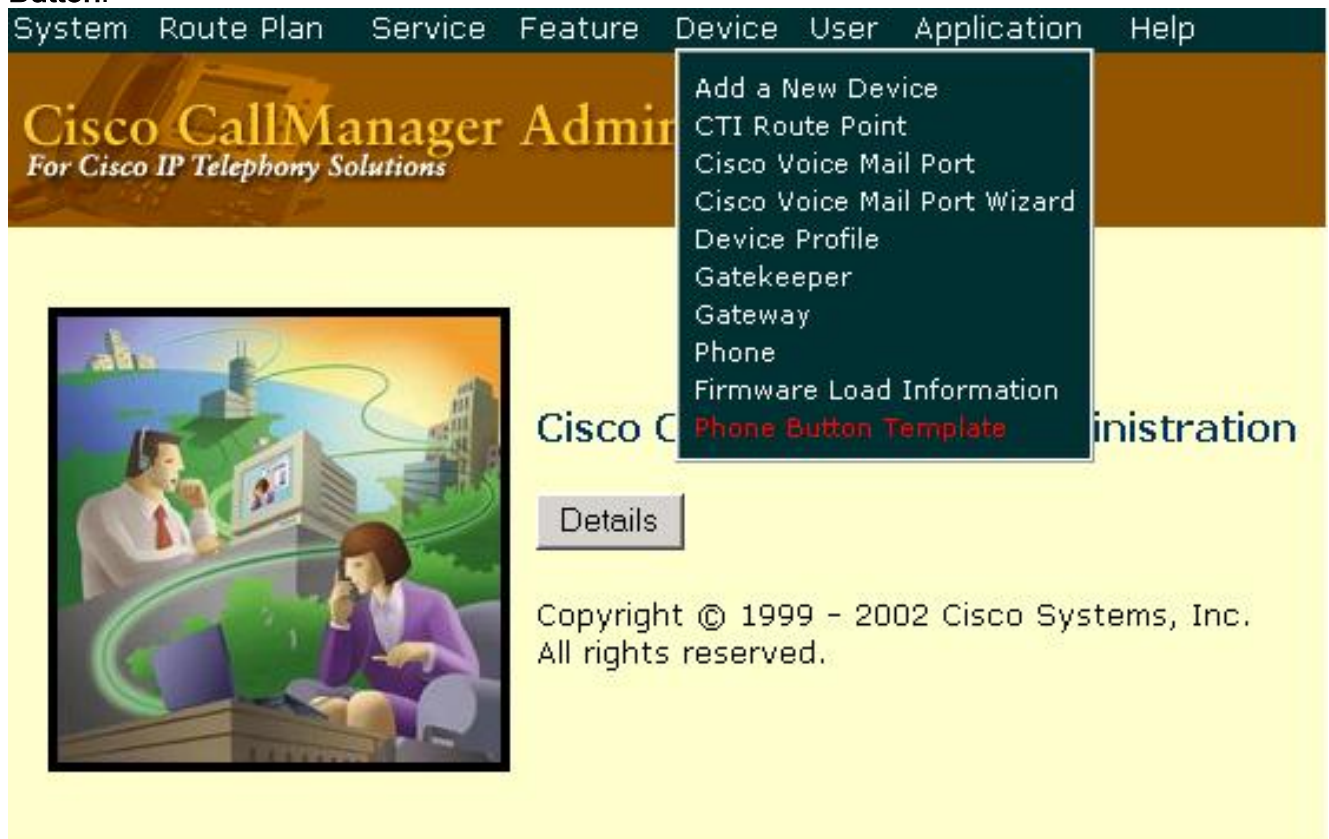 Button.
System Route Plan Service Feature Device User Application Help
Cisco CallManager Admin
For Cisco IP Telephony Solutions
Add a New Device
CTI Route Point
Cisco Voice Mail Port
Cisco Voice Mail Port Wizard
Device Profile
Gatekeeper
Gateway
Phone
Firmware Load Information
Phone Button Template
Cisco C inistration
Details
Copyright © 1999 - 2002 Cisco Systems, Inc.
All rights reserved.